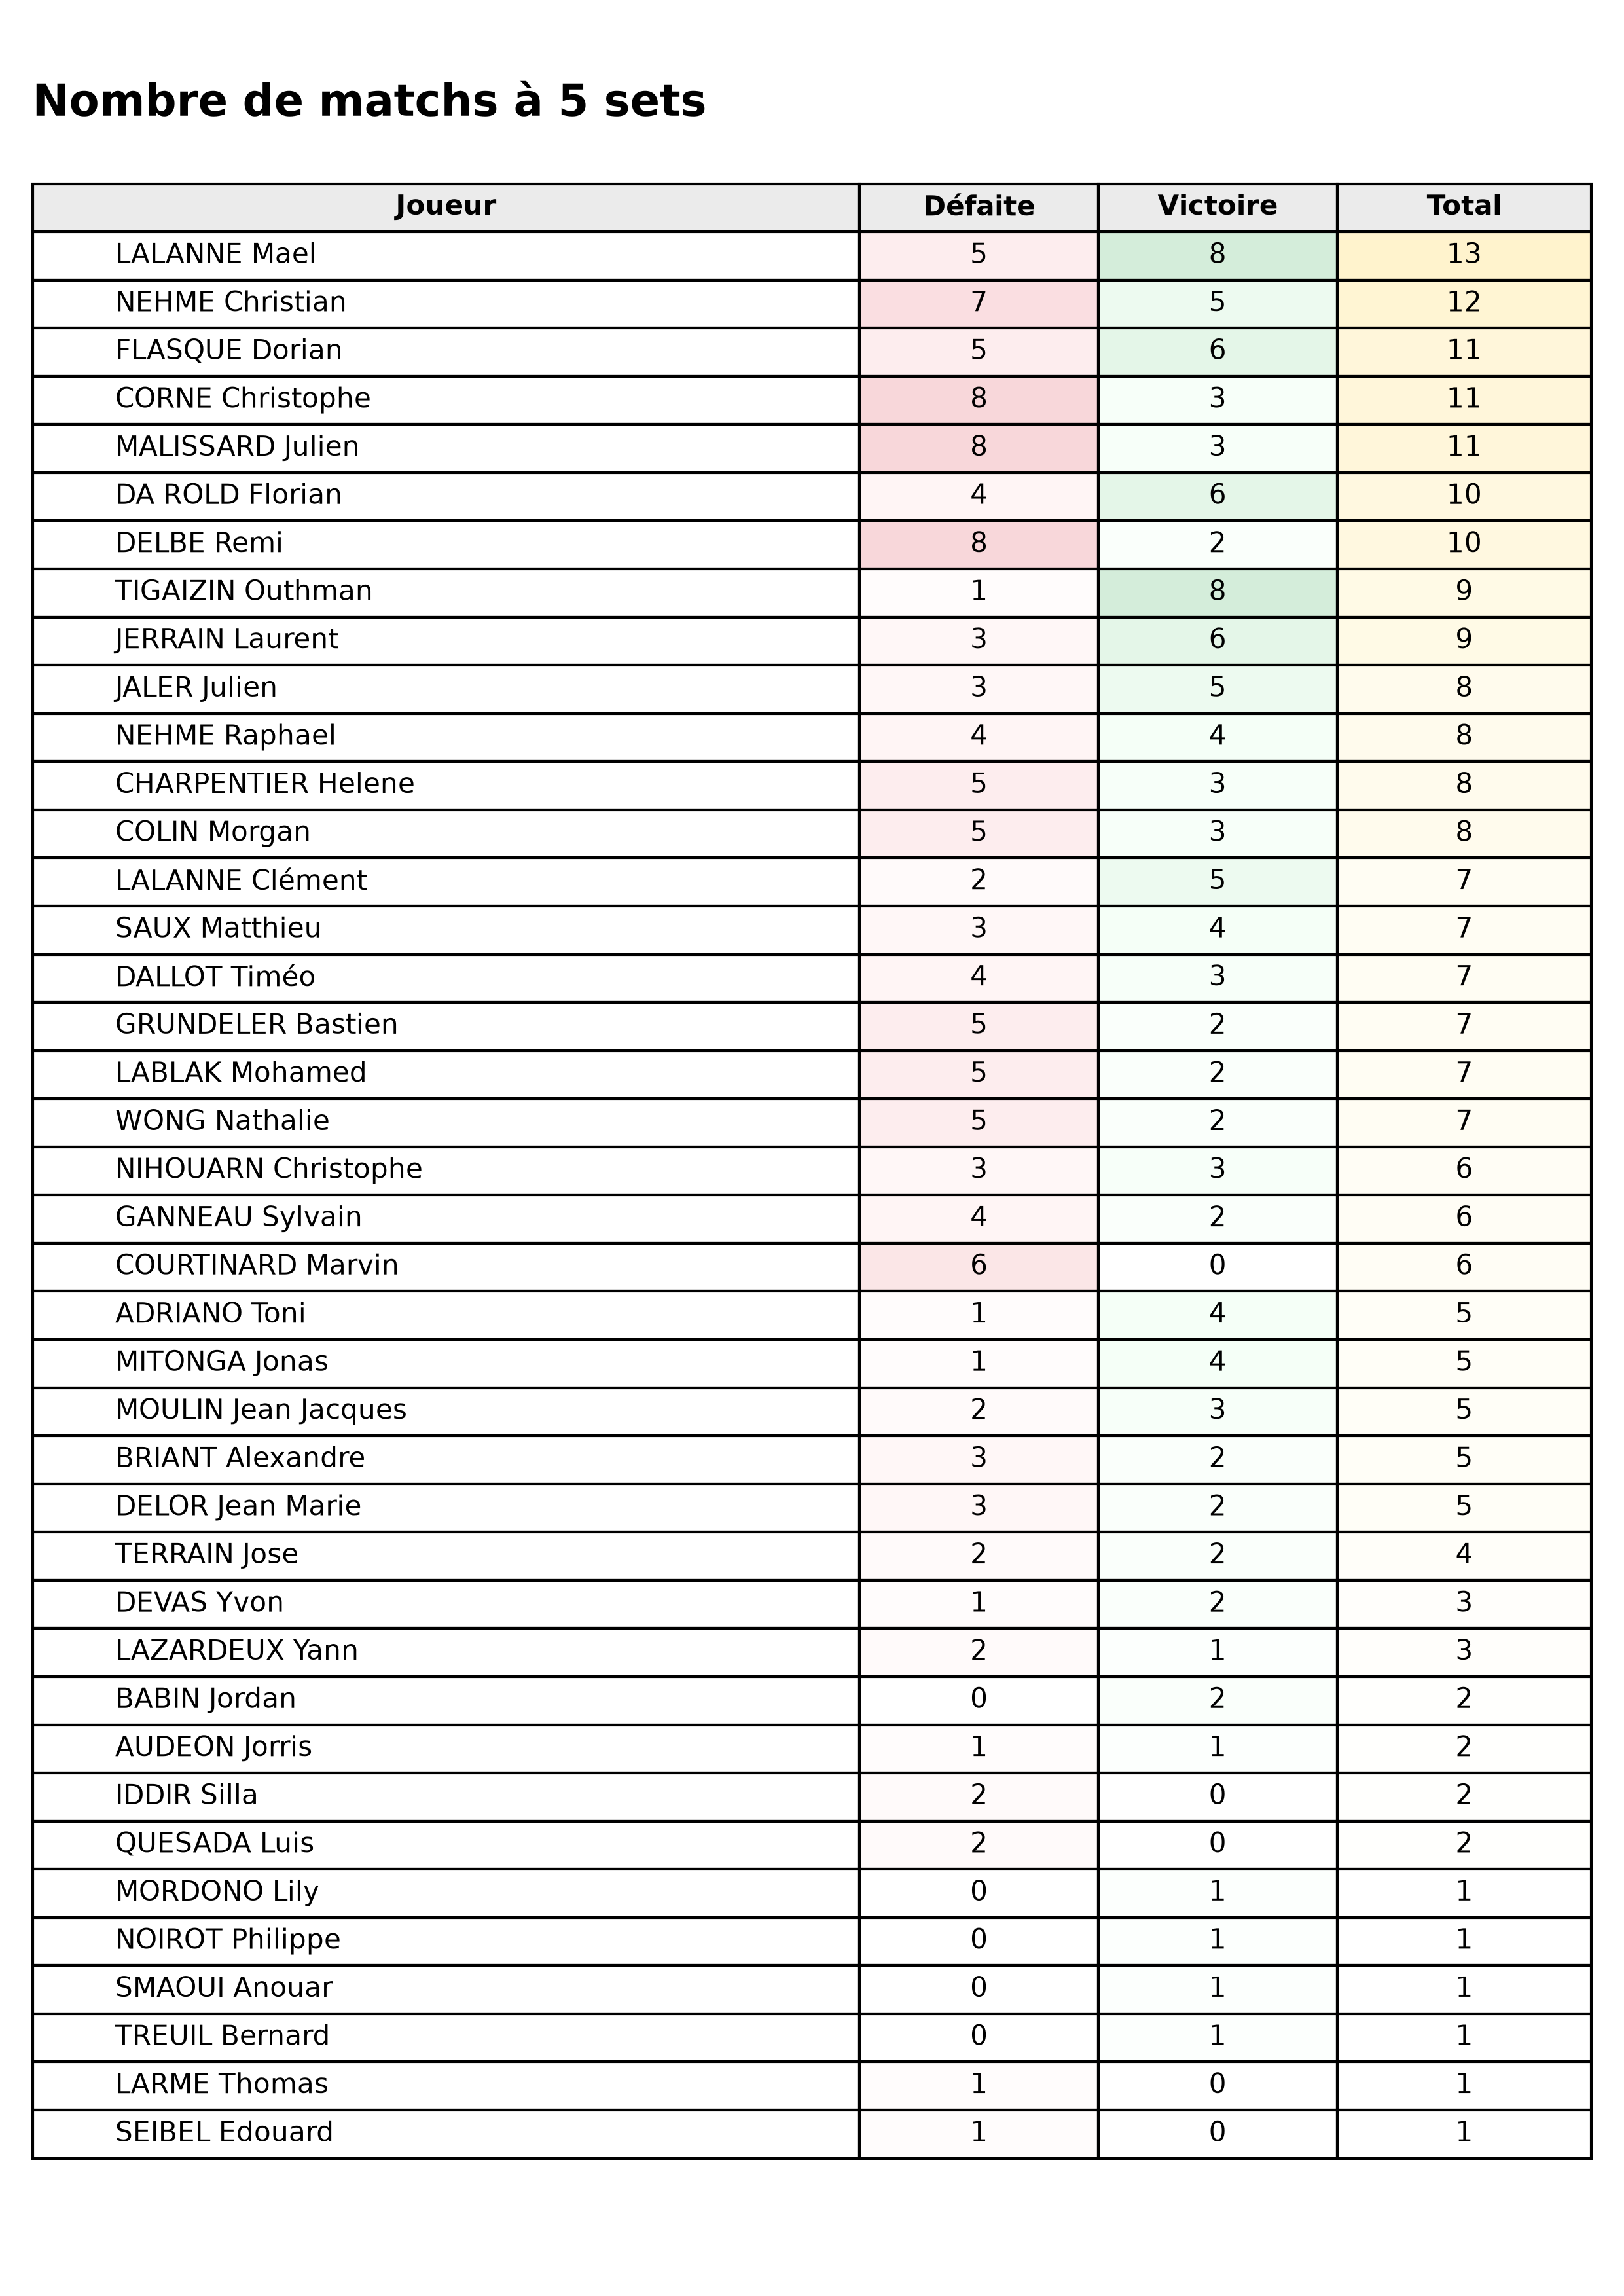 Nombre de matchs à 5 sets
Joueur Défaite Victoire Total
LALANNE Mael 5 8 13
NEHME Christian 7 5 12
FLASQUE Dorian 5 6 11
CORNE Christophe 8 3 11
MALISSARD Julien 8 3 11
DA ROLD Florian 4 6 10
DELBE Remi 8 2 10
TIGAIZIN Outhman 1 8 9
JERRAIN Laurent 3 6 9
JALER Julien 3 5 8
NEHME Raphael 4 4 8
CHARPENTIER Helene 5 3 8
COLIN Morgan 5 3 8
LALANNE Clément 2 5 7
SAUX Matthieu 3 4 7
DALLOT Timéo 4 3 7
GRUNDELER Bastien 5 2 7
LABLAK Mohamed 5 2 7
WONG Nathalie 5 2 7
NIHOUARN Christophe 3 3 6
GANNEAU Sylvain 4 2 6
COURTINARD Marvin 6 0 6
ADRIANO Toni 1 4 5
MITONGA Jonas 1 4 5
MOULIN Jean Jacques 2 3 5
BRIANT Alexandre 3 2 5
DELOR Jean Marie 3 2 5
TERRAIN Jose 2 2 4
DEVAS Yvon 1 2 3
LAZARDEUX Yann 2 1 3
BABIN Jordan 0 2 2
AUDEON Jorris 1 1 2
IDDIR Silla 2 0 2
QUESADA Luis 2 0 2
MORDONO Lily 0 1 1
NOIROT Philippe 0 1 1
SMAOUI Anouar 0 1 1
TREUIL Bernard 0 1 1
LARME Thomas 1 0 1
SEIBEL Edouard 1 0 1